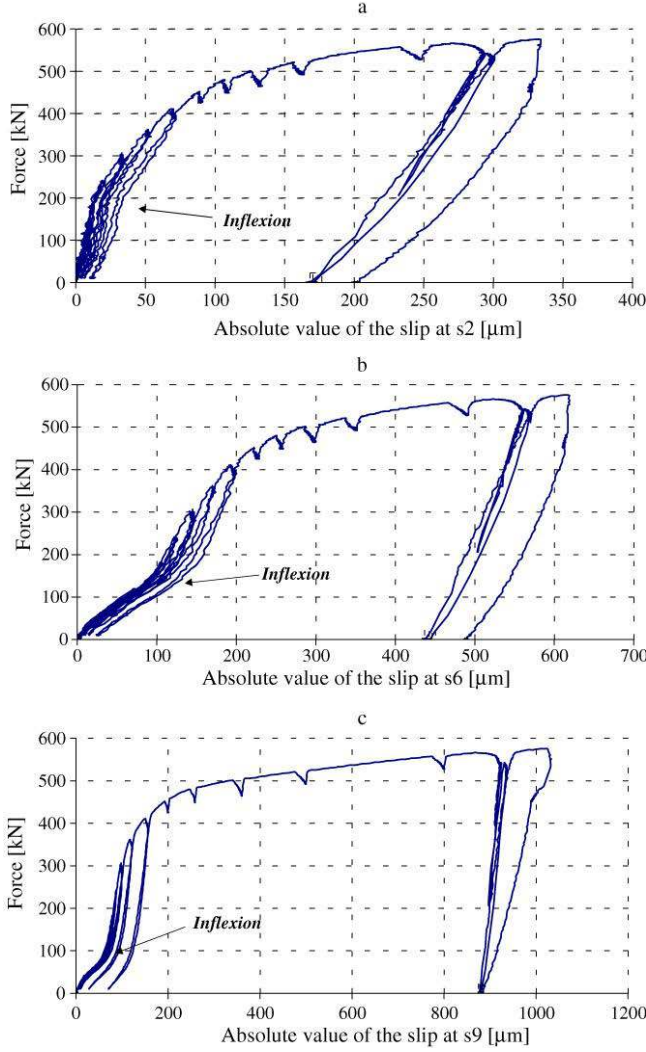 a
600
500
400
300
200
100
0
Force [kN]
Inflexion
0 50 100 150 200 250 300 350 400
Absolute value of the slip at s2 [μm]
b
600
500
400
300
200
100
0
Force [kN]
Inflexion
0 100 200 300 400 500 600 700
Absolute value of the slip at s6 [μm]
c
600
500
400
300
200
100
0
Force [kN]
Inflexion
0 200 400 600 800 1000 1200
Absolute value of the slip at s9 [μm]